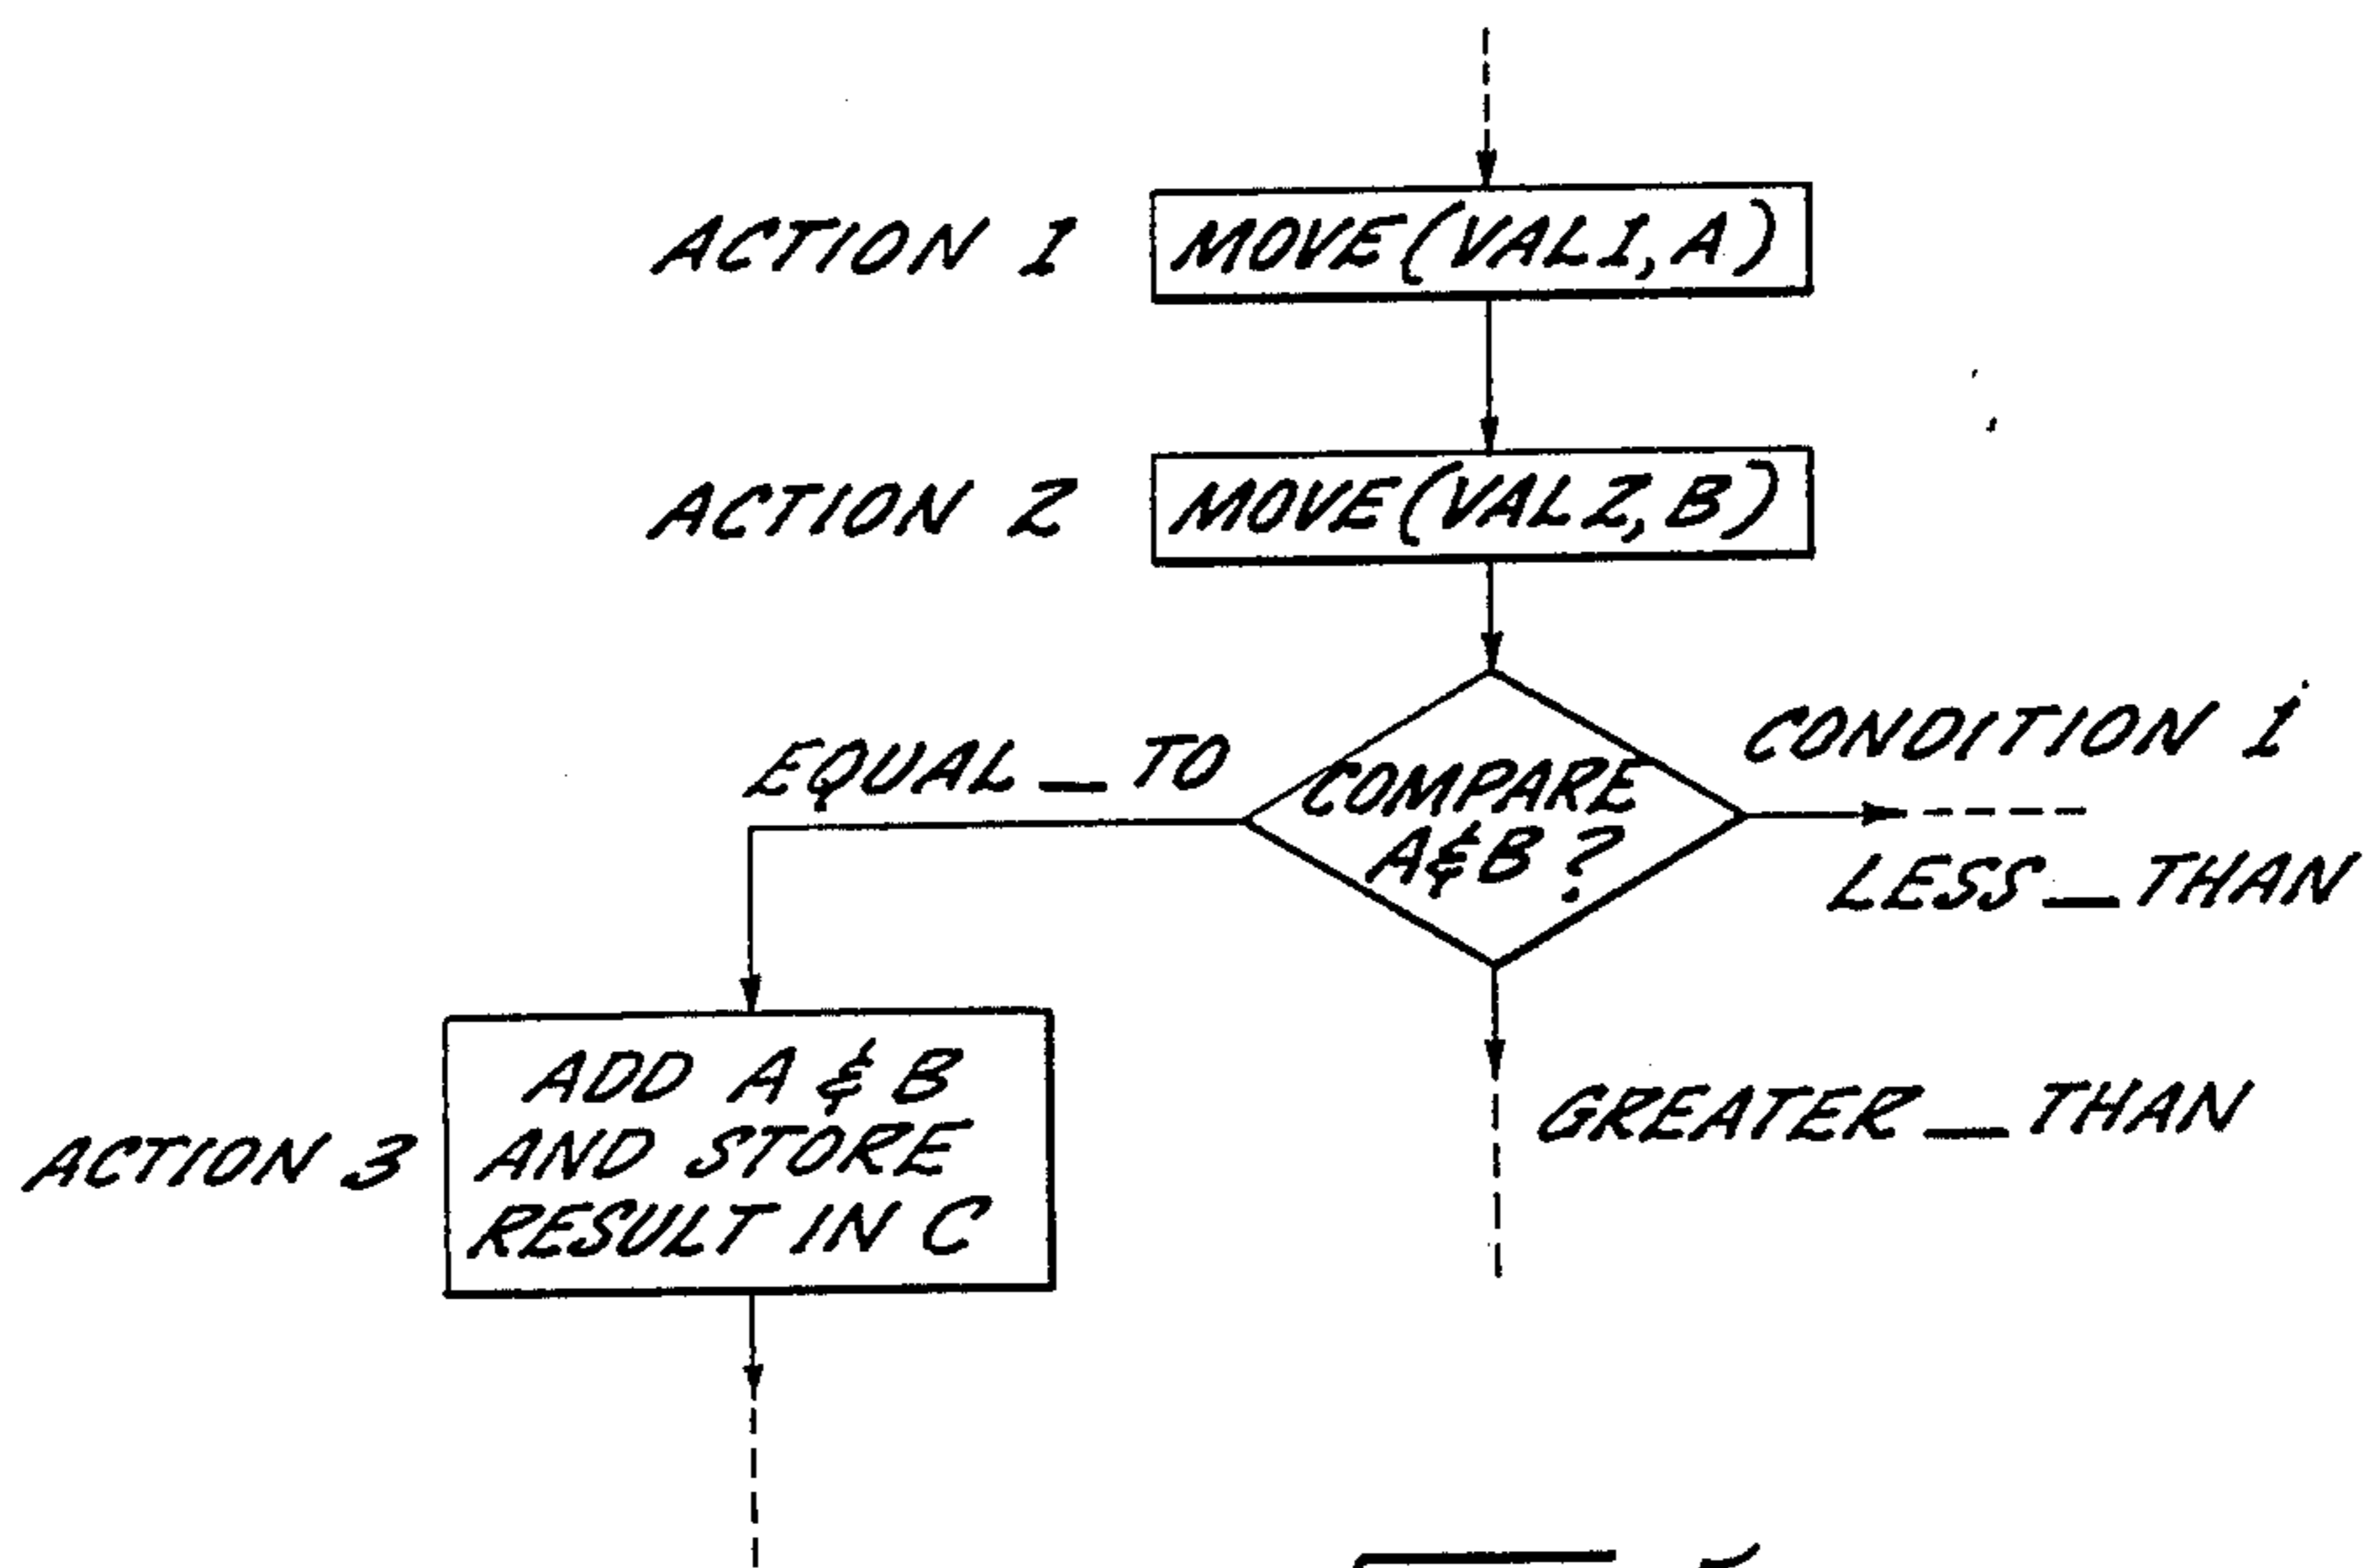 ACTION 1
MOVE(VAL1,A)
ACTION 2
MOVE(VAL2,B)
CONDITION 1
EQUAL_TO
COMPARE
A&B?
LESS_THAN
ADD A & B
AND STORE
RESULT IN C
ACTION 3
GREATER_THAN